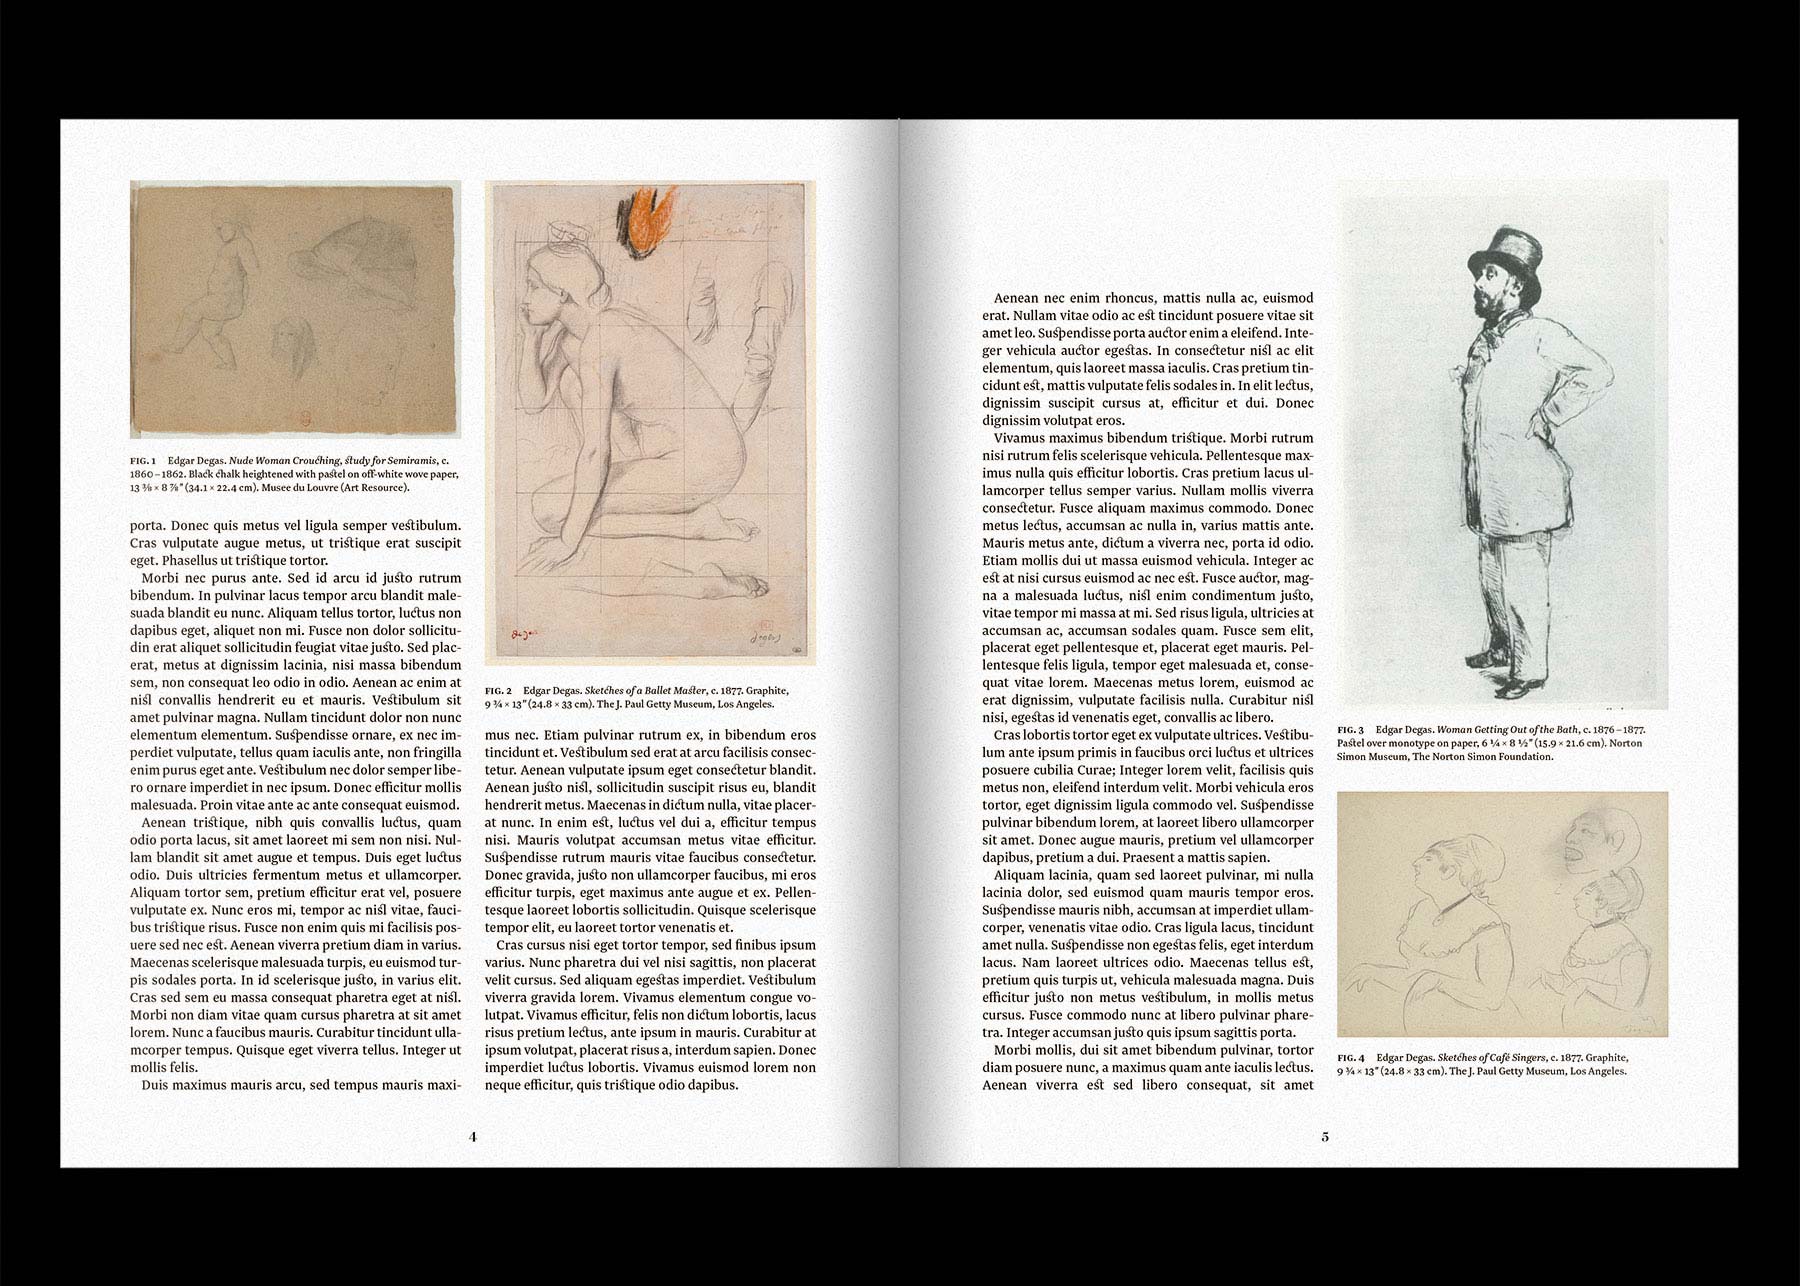 FIG. 1 Edgar Degas. Nude Woman Crouching, study for Semiramis, c.
1860–1862. Black chalk heightened with pastel on off-white wove paper,
13 ⅜ × 8 ⅞″ (34.1 × 22.4 cm). Musee du Louvre (Art Resource).
porta. Donec quis metus vel ligula semper vestibulum.
Cras vulputate augue metus, ut tristique erat suscipit
eget. Phasellus ut tristique tortor.
Morbi nec purus ante. Sed id arcu id justo rutrum
bibendum. In pulvinar lacus tempor arcu blandit male-
suada blandit eu nunc. Aliquam tellus tortor, luctus non
dapibus eget, aliquet non mi. Fusce non dolor sollicitu-
din erat aliquet sollicitudin feugiat vitae justo. Sed plac-
erat, metus at dignissim lacinia, nisi massa bibendum
sem, non consequat leo odio in odio. Aenean ac enim at
nisl convallis hendrerit eu et mauris. Vestibulum sit
amet pulvinar magna. Nullam tincidunt dolor non nunc
elementum elementum. Suspendisse ornare, ex nec im-
perdiet vulputate, tellus quam iaculis ante, non fringilla
enim purus eget ante. Vestibulum nec dolor semper libe-
ro ornare imperdiet in nec ipsum. Donec efficitur mollis
malesuada. Proin vitae ante ac ante consequat euismod.
Aenean tristique, nibh quis convallis luctus, quam
odio porta lacus, sit amet laoreet mi sem non nisi. Nul-
lam blandit sit amet augue et tempus. Duis eget luctus
odio. Duis ultricies fermentum metus et ullamcorper.
Aliquam tortor sem, pretium efficitur erat vel, posuere
vulputate ex. Nunc eros mi, tempor ac nisl vitae, fauci-
bus tristique risus. Fusce non enim quis mi facilisis pos-
uere sed nec est. Aenean viverra pretium diam in varius.
Maecenas scelerisque malesuada turpis, eu euismod tur-
pis sodales porta. In id scelerisque justo, in varius elit.
Cras sed sem eu massa consequat pharetra eget at nisl.
Morbi non diam vitae quam cursus pharetra at sit amet
lorem. Nunc a faucibus mauris. Curabitur tincidunt ulla-
mcorper tempus. Quisque eget viverra tellus. Integer ut
mollis felis.
Duis maximus mauris arcu, sed tempus mauris maxi-
Degas
Degas
FIG. 2 Edgar Degas. Sketches of a Ballet Master, c. 1877. Graphite,
9 ¾ × 13″ (24.8 × 33 cm). The J. Paul Getty Museum, Los Angeles.
mus nec. Etiam pulvinar rutrum ex, in bibendum eros
tincidunt et. Vestibulum sed erat at arcu facilisis consec-
tetur. Aenean vulputate ipsum eget consectetur blandit.
Aenean justo nisl, sollicitudin suscipit risus eu, blandit
hendrerit metus. Maecenas in dictum nulla, vitae placer-
at nunc. In enim est, luctus vel dui a, efficitur tempus
nisi. Mauris volutpat accumsan metus vitae efficitur.
Suspendisse rutrum mauris vitae faucibus consectetur.
Donec gravida, justo non ullamcorper faucibus, mi eros
efficitur turpis, eget maximus ante augue et ex. Pellen-
tesque laoreet lobortis sollicitudin. Quisque scelerisque
tempor elit, eu laoreet tortor venenatis et.
Cras cursus nisi eget tortor tempor, sed finibus ipsum
varius. Nunc pharetra dui vel nisi sagittis, non placerat
velit cursus. Sed aliquam egestas imperdiet. Vestibulum
viverra gravida lorem. Vivamus elementum congue vo-
lutpat. Vivamus efficitur, felis non dictum lobortis, lacus
risus pretium lectus, ante ipsum in mauris. Curabitur at
ipsum volutpat, placerat risus a, interdum sapien. Donec
imperdiet luctus lobortis. Vivamus euismod lorem non
neque efficitur, quis tristique odio dapibus.
4
Aenean nec enim rhoncus, mattis nulla ac, euismod
erat. Nullam vitae odio ac est tincidunt posuere vitae sit
amet leo. Suspendisse porta auctor enim a eleifend. Inte-
ger vehicula auctor egestas. In consectetur nisl ac elit
elementum, quis laoreet massa iaculis. Cras pretium tin-
cidunt est, mattis vulputate felis sodales in. In elit lectus,
dignissim suscipit cursus at, efficitur et dui. Donec
dignissim volutpat eros.
Vivamus maximus bibendum tristique. Morbi rutrum
nisi rutrum felis scelerisque vehicula. Pellentesque max-
imus nulla quis efficitur lobortis. Cras pretium lacus ul-
lamcorper tellus semper varius. Nullam mollis viverra
consectetur. Fusce aliquam maximus commodo. Donec
metus lectus, accumsan ac nulla in, varius mattis ante.
Mauris metus ante, dictum a viverra nec, porta id odio.
Etiam mollis dui ut massa euismod vehicula. Integer ac
est at nisi cursus euismod ac nec est. Fusce auctor, mag-
na a malesuada luctus, nisl enim condimentum justo,
vitae tempor mi massa at mi. Sed risus ligula, ultricies at
accumsan ac, accumsan sodales quam. Fusce sem elit,
placerat eget pellentesque et, placerat eget mauris. Pel-
lentesque felis ligula, tempor eget malesuada et, conse-
quat vitae lorem. Maecenas metus lorem, euismod ac
erat dignissim, vulputate facilisis nulla. Curabitur nisl
nisi, egestas id venenatis eget, convallis ac libero.
Cras lobortis tortor eget ex vulputate ultrices. Vestibu-
lum ante ipsum primis in faucibus orci luctus et ultrices
posuere cubilia Curae; Integer lorem velit, facilisis quis
metus non, eleifend interdum velit. Morbi vehicula eros
tortor, eget dignissim ligula commodo vel. Suspendisse
pulvinar bibendum lorem, at laoreet libero ullamcorper
sit amet. Donec augue mauris, pretium vel ullamcorper
dapibus, pretium a dui. Praesent a mattis sapien.
Aliquam lacinia, quam sed laoreet pulvinar, mi nulla
lacinia dolor, sed euismod quam mauris tempor eros.
Suspendisse mauris nibh, accumsan at imperdiet ullam-
corper, venenatis vitae odio. Cras ligula lacus, tincidunt
amet nulla. Suspendisse non egestas felis, eget interdum
lacus. Nam laoreet ultrices odio. Maecenas tellus est,
pretium quis turpis ut, vehicula malesuada magna. Duis
efficitur justo non metus vestibulum, in mollis metus
cursus. Fusce commodo nunc at libero pulvinar phare-
tra. Integer accumsan justo quis ipsum sagittis porta.
Morbi mollis, dui sit amet bibendum pulvinar, tortor
diam posuere nunc, a maximus quam ante iaculis lectus.
Aenean viverra est sed libero consequat, sit amet
FIG. 3 Edgar Degas. Woman Getting Out of the Bath, c. 1876–1877.
Pastel over monotype on paper, 6 ¼ × 8 ½″ (15.9 × 21.6 cm). Norton
Simon Museum, The Norton Simon Foundation.
FIG. 4 Edgar Degas. Sketches of Café Singers, c. 1877. Graphite,
9 ¾ × 13″ (24.8 × 33 cm). The J. Paul Getty Museum, Los Angeles.
5